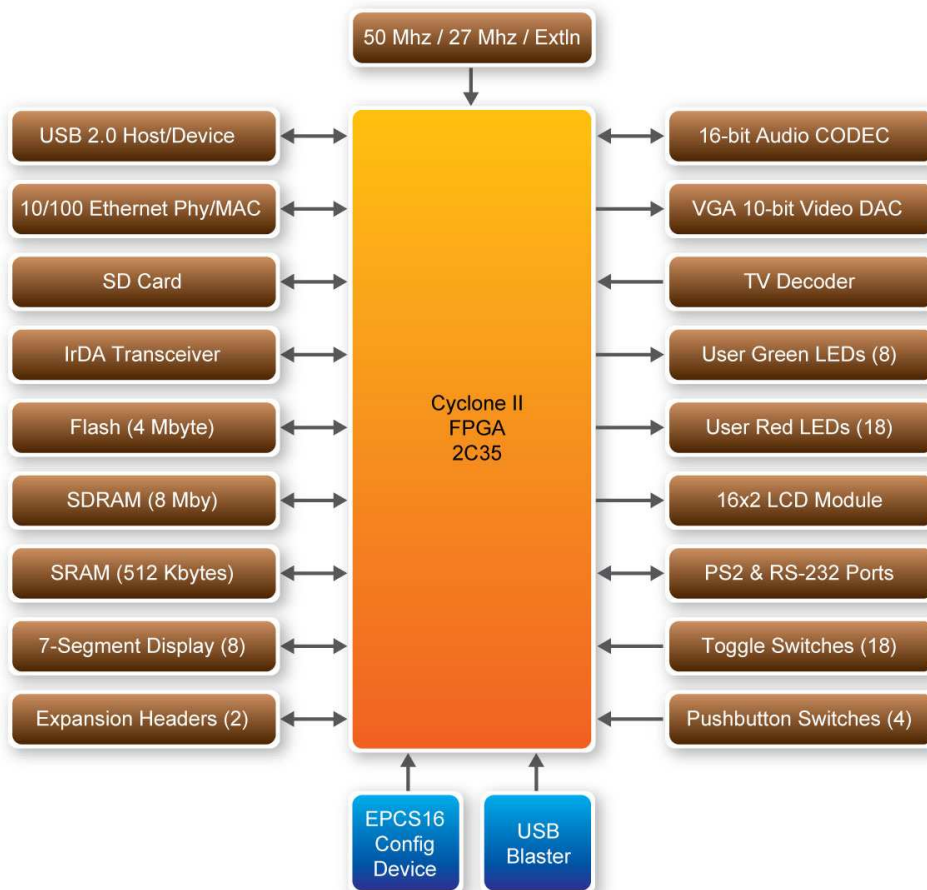 50 Mhz / 27 Mhz / ExtIn
USB 2.0 Host/Device
16-bit Audio CODEC
10/100 Ethernet Phy/MAC
VGA 10-bit Video DAC
SD Card
TV Decoder
IrDA Transceiver
User Green LEDs (8)
Flash (4 Mbyte)
User Red LEDs (18)
Cyclone II
FPGA
2C35
SDRAM (8 Mby)
16x2 LCD Module
SRAM (512 Kbytes)
PS2 & RS-232 Ports
7-Segment Display (8)
Toggle Switches (18)
Expansion Headers (2)
Pushbutton Switches (4)
EPCS16
Config
Device
USB
Blaster